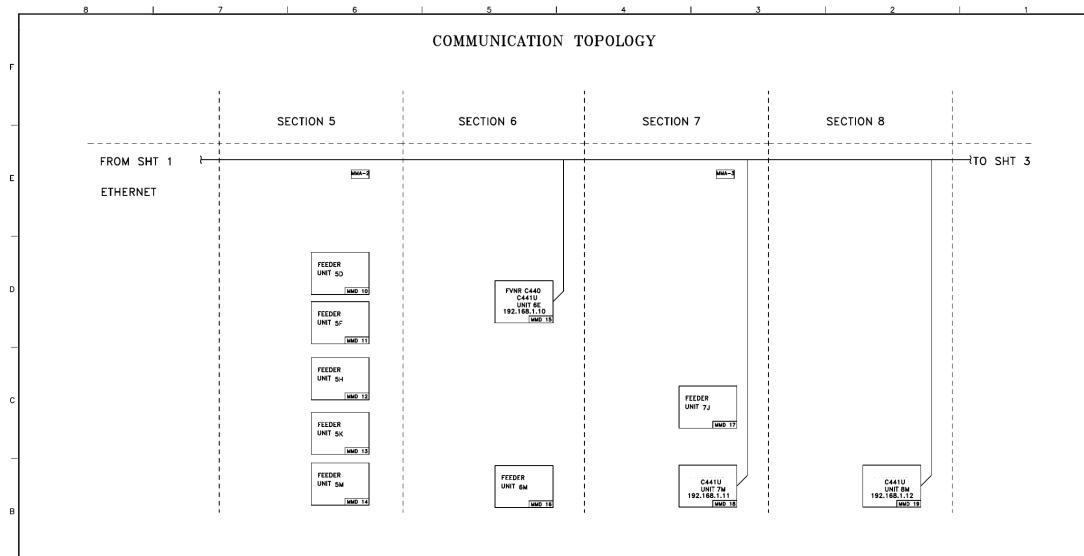 8 7 6 5 4 3 2 1
COMMUNICATION TOPOLOGY
F
SECTION 5 SECTION 6 SECTION 7 SECTION 8
FROM SHT 1 TO SHT 3
E
MMA-2 MMA-3
ETHERNET
D
FEEDER
UNIT 5D
MMD 10
FVNR C440
C441U
UNIT 6E
192.168.1.10
MMD 15
FEEDER
UNIT 5F
MMD 11
C
FEEDER
UNIT 5H
MMD 12
FEEDER
UNIT 7J
MMD 17
FEEDER
UNIT 5K
MMD 13
B
FEEDER
UNIT 5M
MMD 14
FEEDER
UNIT 6M
MMD 16
C441U
UNIT 7M
192.168.1.11
MMD 18
C441U
UNIT 8M
192.168.1.12
MMD 19